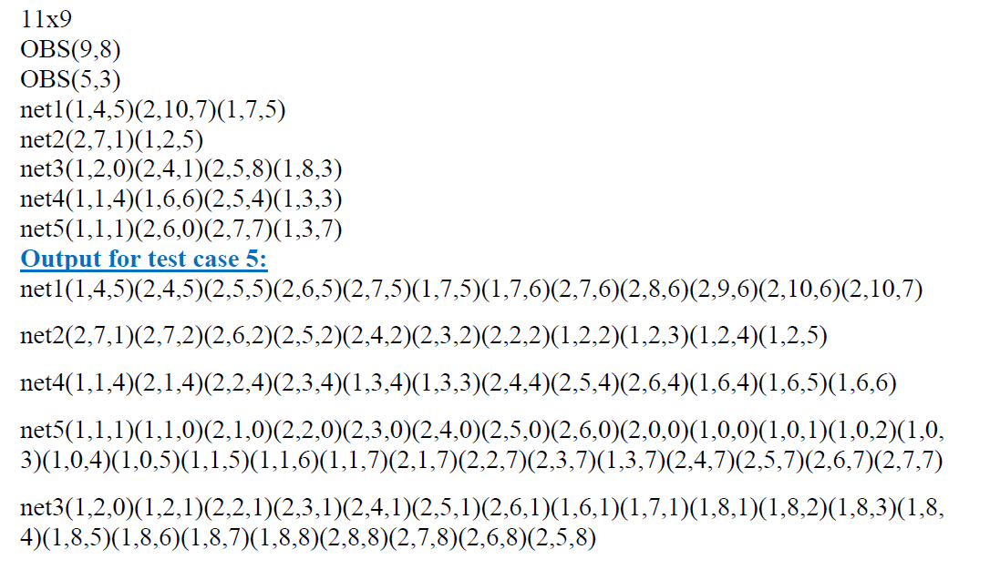 11x9
OBS(9,8)
OBS(5,3)
net1(1,4,5)(2,10,7)(1,7,5)
net2(2,7,1)(1,2,5)
net3(1,2,0)(2,4,1)(2,5,8)(1,8,3)
net4(1,1,4)(1,6,6)(2,5,4)(1,3,3)
net5(1,1,1)(2,6,0)(2,7,7)(1,3,7)
Output for test case 5:
net1(1,4,5)(2,4,5)(2,5,5)(2,6,5)(2,7,5)(1,7,5)(1,7,6)(2,7,6)(2,8,6)(2,9,6)(2,10,6)(2,10,7)
net2(2,7,1)(2,7,2)(2,6,2)(2,5,2)(2,4,2)(2,3,2)(2,2,2)(1,2,2)(1,2,3)(1,2,4)(1,2,5)
net4(1,1,4)(2,1,4)(2,2,4)(2,3,4)(1,3,4)(1,3,3)(2,4,4)(2,5,4)(2,6,4)(1,6,4)(1,6,5)(1,6,6)
net5(1,1,1)(1,1,0)(2,1,0)(2,2,0)(2,3,0)(2,4,0)(2,5,0)(2,6,0)(2,0,0)(1,0,0)(1,0,1)(1,0,2)(1,0,
3)(1,0,4)(1,0,5)(1,1,5)(1,1,6)(1,1,7)(2,1,7)(2,2,7)(2,3,7)(1,3,7)(2,4,7)(2,5,7)(2,6,7)(2,7,7)
net3(1,2,0)(1,2,1)(2,2,1)(2,3,1)(2,4,1)(2,5,1)(2,6,1)(1,6,1)(1,7,1)(1,8,1)(1,8,2)(1,8,3)(1,8,
4)(1,8,5)(1,8,6)(1,8,7)(1,8,8)(2,8,8)(2,7,8)(2,6,8)(2,5,8)